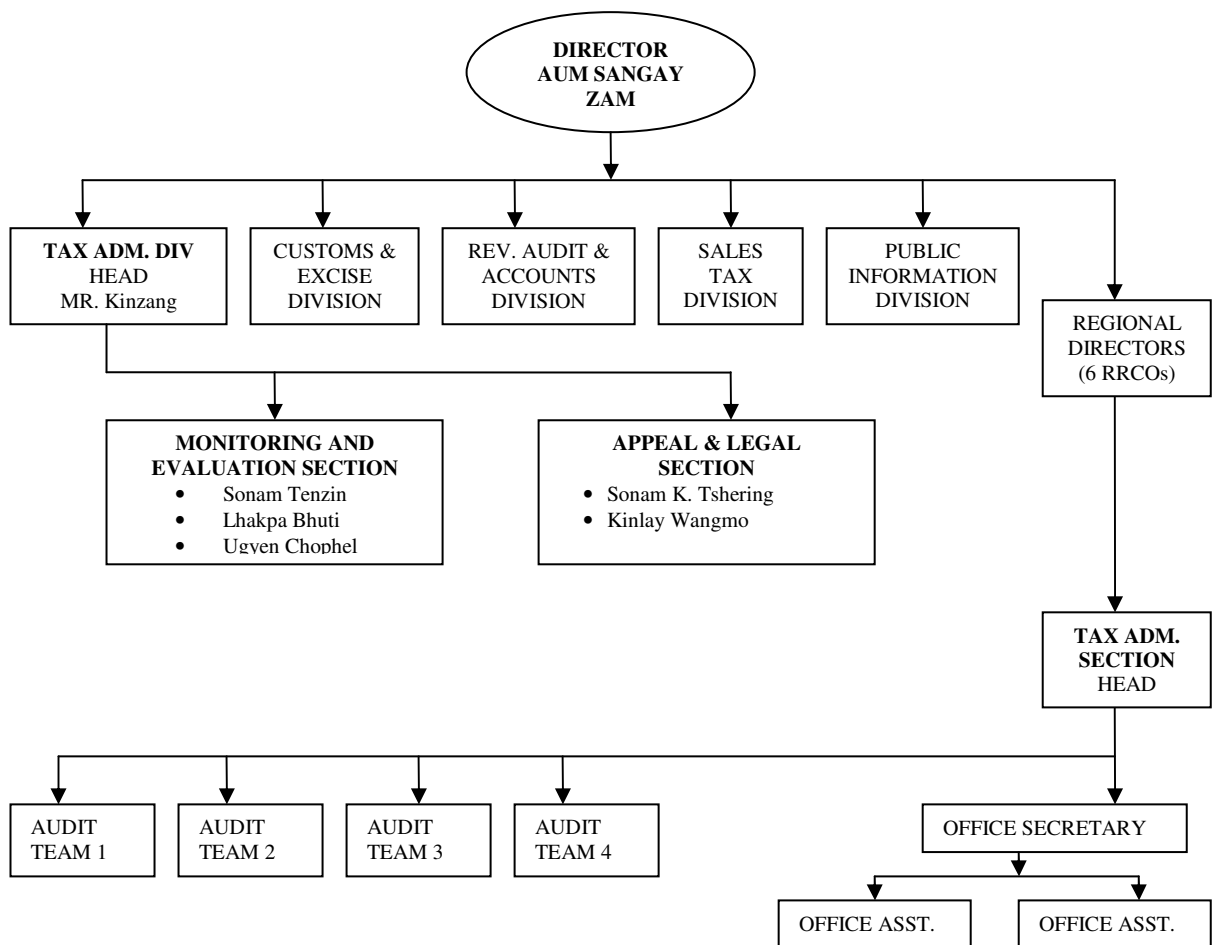 DIRECTOR
AUM SANGAY
ZAM
TAX ADM. DIV
HEAD
MR. Kinzang
CUSTOMS &
EXCISE
DIVISION
REV. AUDIT &
ACCOUNTS
DIVISION
SALES
TAX
DIVISION
PUBLIC
INFORMATION
DIVISION
REGIONAL
DIRECTORS
(6 RRCOs)
MONITORING AND
EVALUATION SECTION
• Sonam Tenzin
• Lhakpa Bhuti
• Ugyen Chophel
APPEAL & LEGAL
SECTION
• Sonam K. Tshering
• Kinlay Wangmo
TAX ADM.
SECTION
HEAD
AUDIT
TEAM 1
AUDIT
TEAM 2
AUDIT
TEAM 3
AUDIT
TEAM 4
OFFICE SECRETARY
OFFICE ASST.
OFFICE ASST.